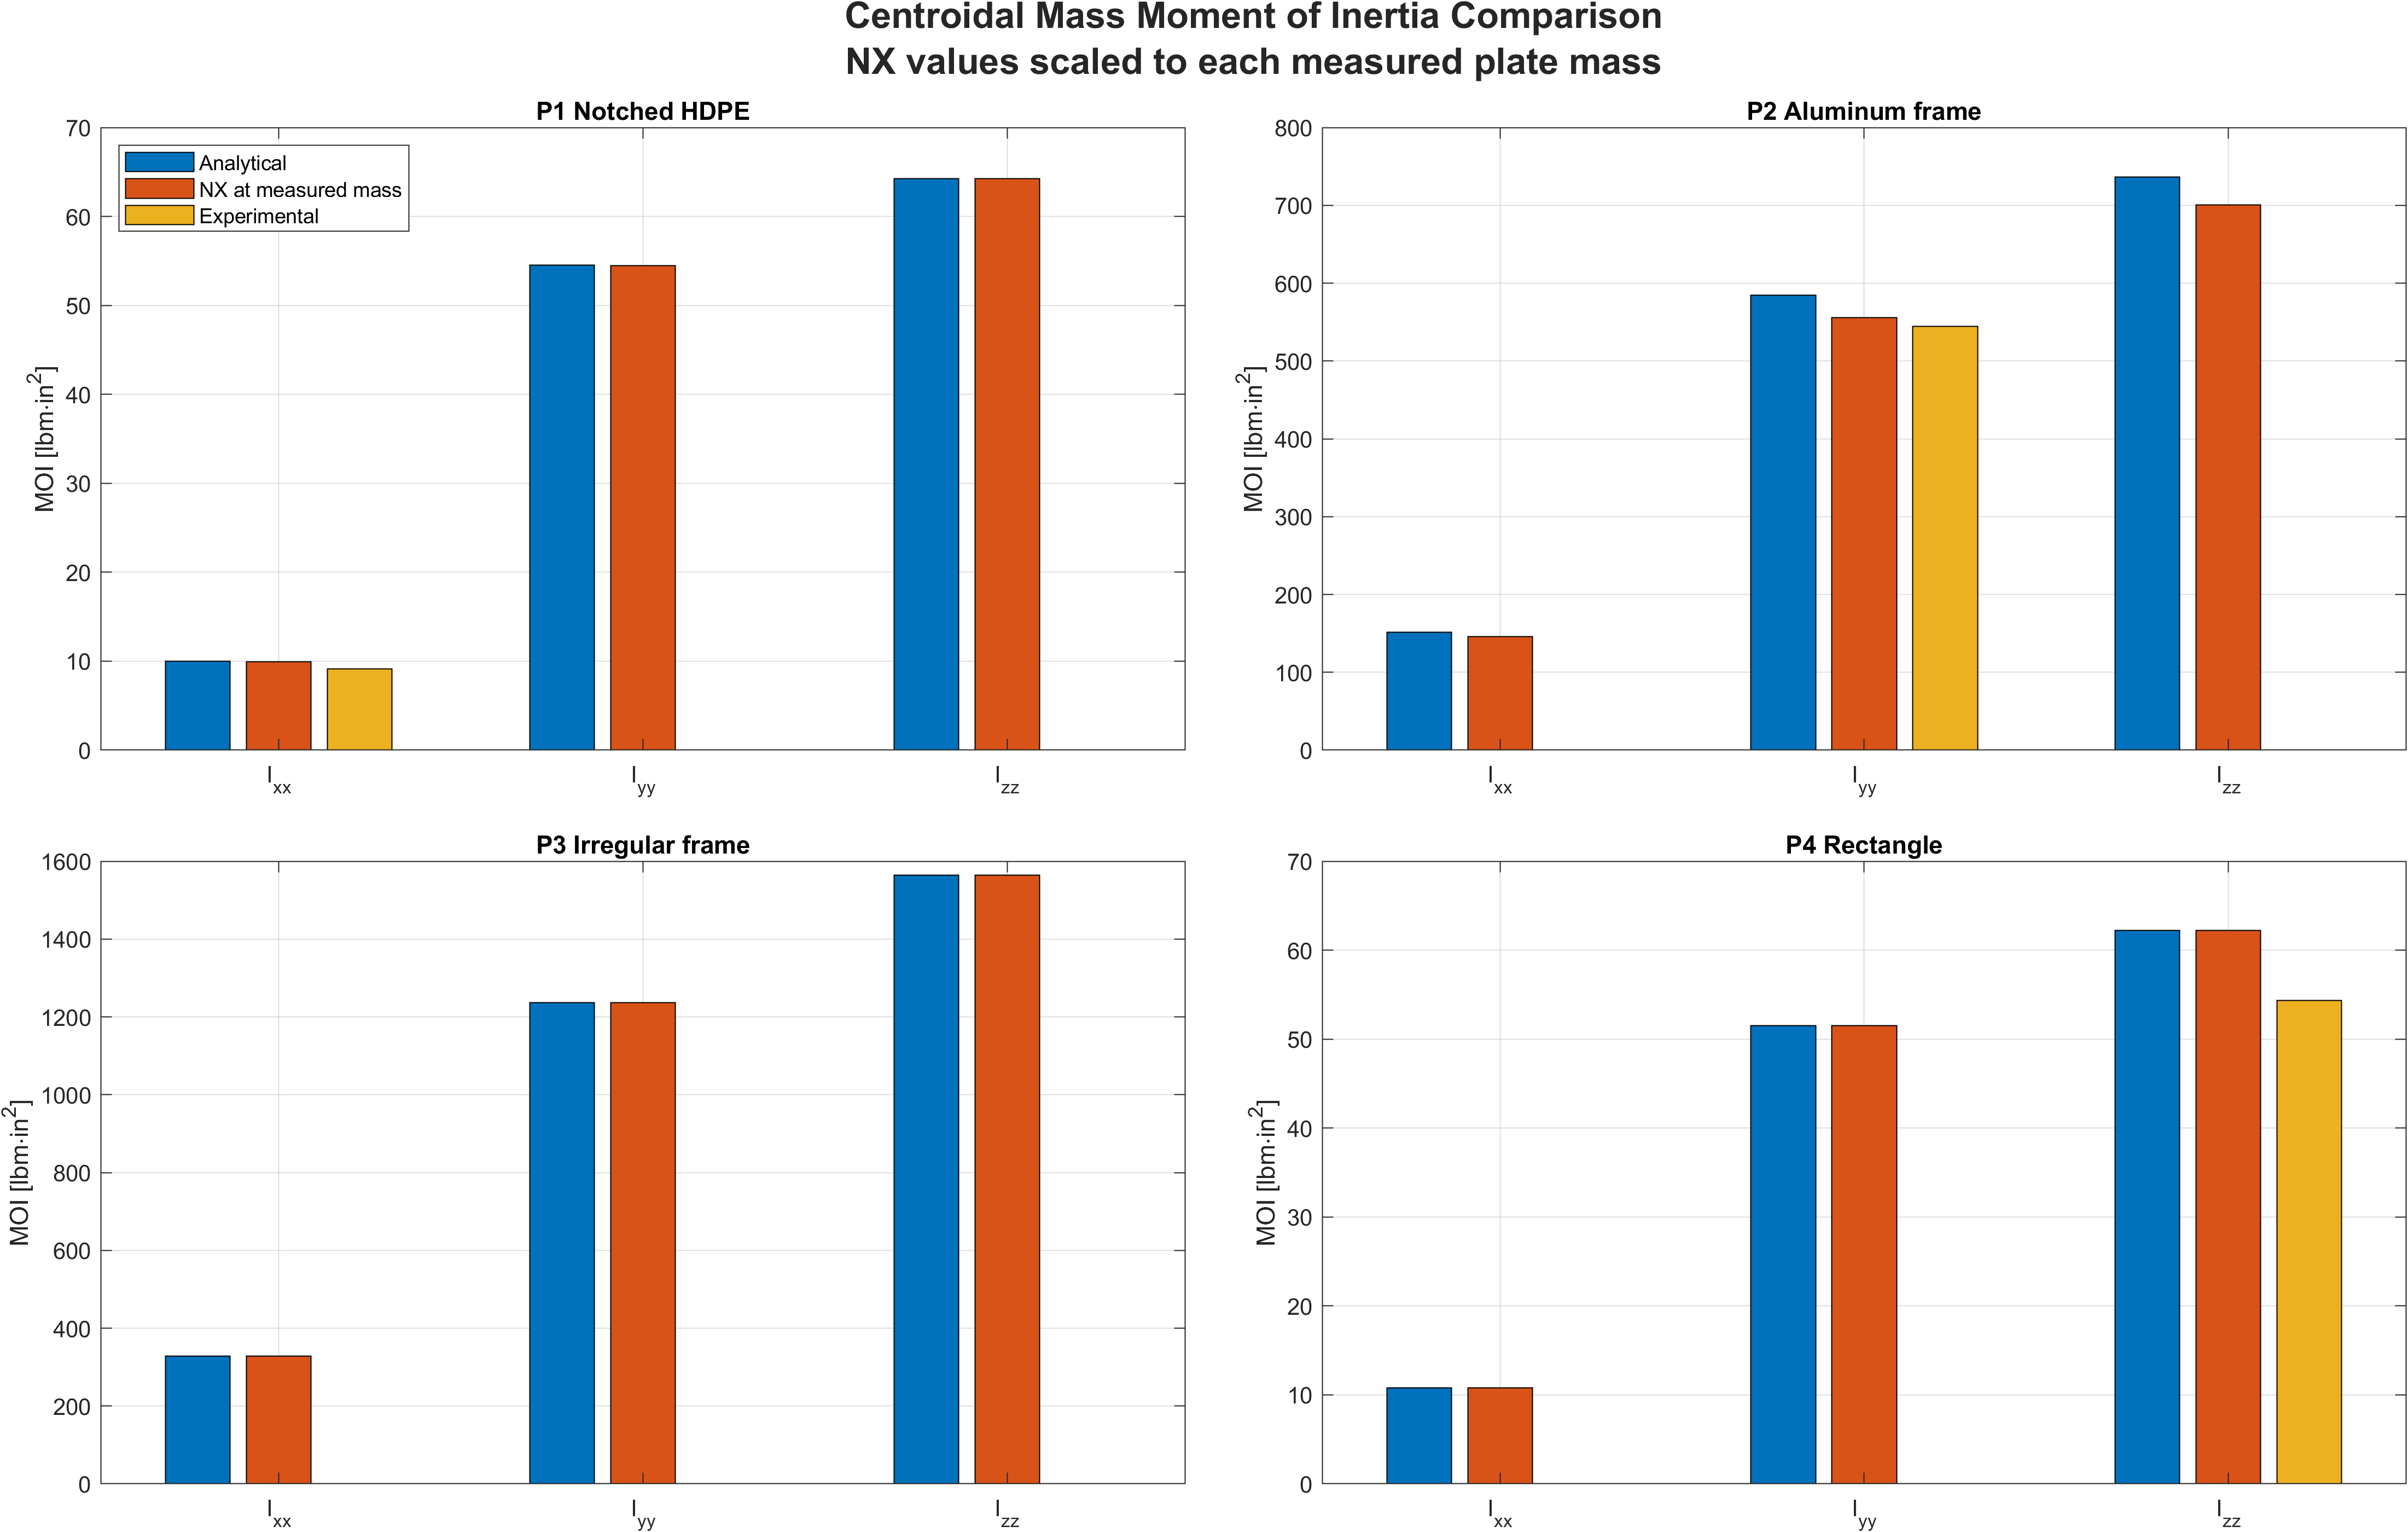 Centroidal Mass Moment of Inertia Comparison
NX values scaled to each measured plate mass
P1 Notched HDPE
Analytical
NX at measured mass
Experimental
MOI [lbm·in²]
70
60
50
40
30
20
10
0
Ixx
Iyy
Izz
P2 Aluminum frame
MOI [lbm·in²]
800
700
600
500
400
300
200
100
0
Ixx
Iyy
Izz
P3 Irregular frame
MOI [lbm·in²]
1600
1400
1200
1000
800
600
400
200
0
Ixx
Iyy
Izz
P4 Rectangle
MOI [lbm·in²]
70
60
50
40
30
20
10
0
Ixx
Iyy
Izz